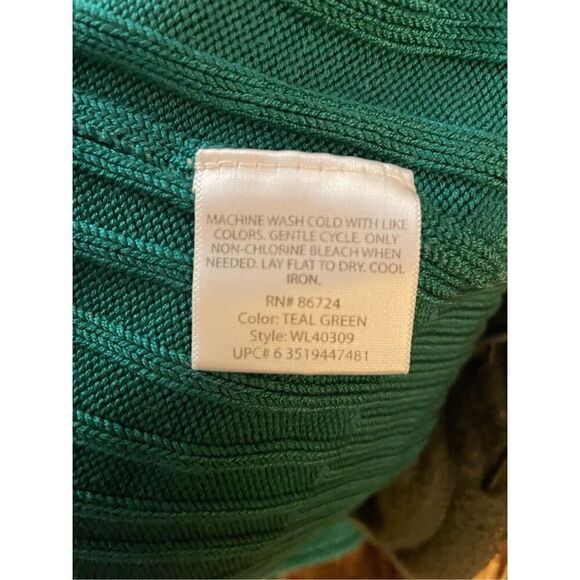 MACHINE WASH COLD WITH LIKE
COLORS. GENTLE CYCLE. ONLY
NON-CHLORINE BLEACH WHEN
NEEDED. LAY FLAT TO DRY. COOL
IRON.
RN# 86724
Color: TEAL GREEN
Style: WL40309
UPC# 6 3519447481